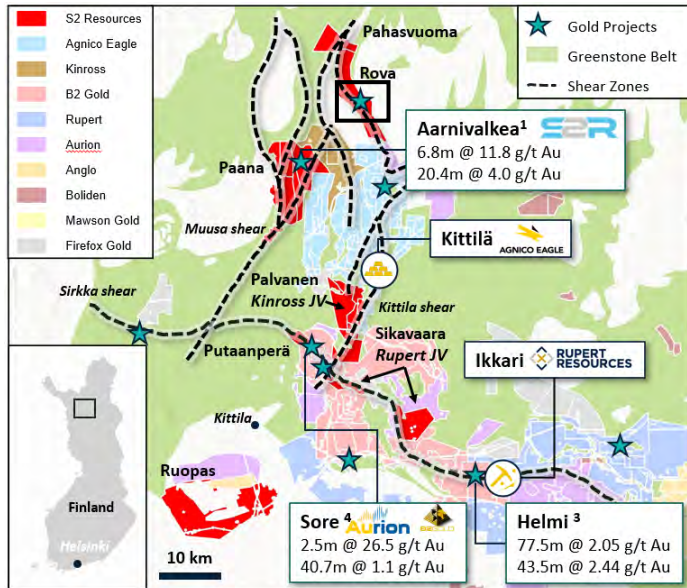 S2 Resources
Agnico Eagle
Kinross
B2 Gold
Rupert
Aurion
Anglo
Boliden
Mawson Gold
Firefox Gold
Gold Projects
Greenstone Belt
Shear Zones
Pahasvuoma
Rova
Aarnivalkea¹ S2R
6.8m @ 11.8 g/t Au
20.4m @ 4.0 g/t Au
Paana
Muusa shear
Kittilä AGNICO EAGLE
Palvanen
Kinross JV
Kittila shear
Sirkka shear
Putaanperä
Sikavaara
Rupert JV
Ikkari RUPERT
RESOURCES
Kittila
Ruopas
Finland
Helsinki
10 km
Sore ⁴ Aurion B2GOLD
2.5m @ 26.5 g/t Au
40.7m @ 1.1 g/t Au
Helmi ³
77.5m @ 2.05 g/t Au
43.5m @ 2.44 g/t Au